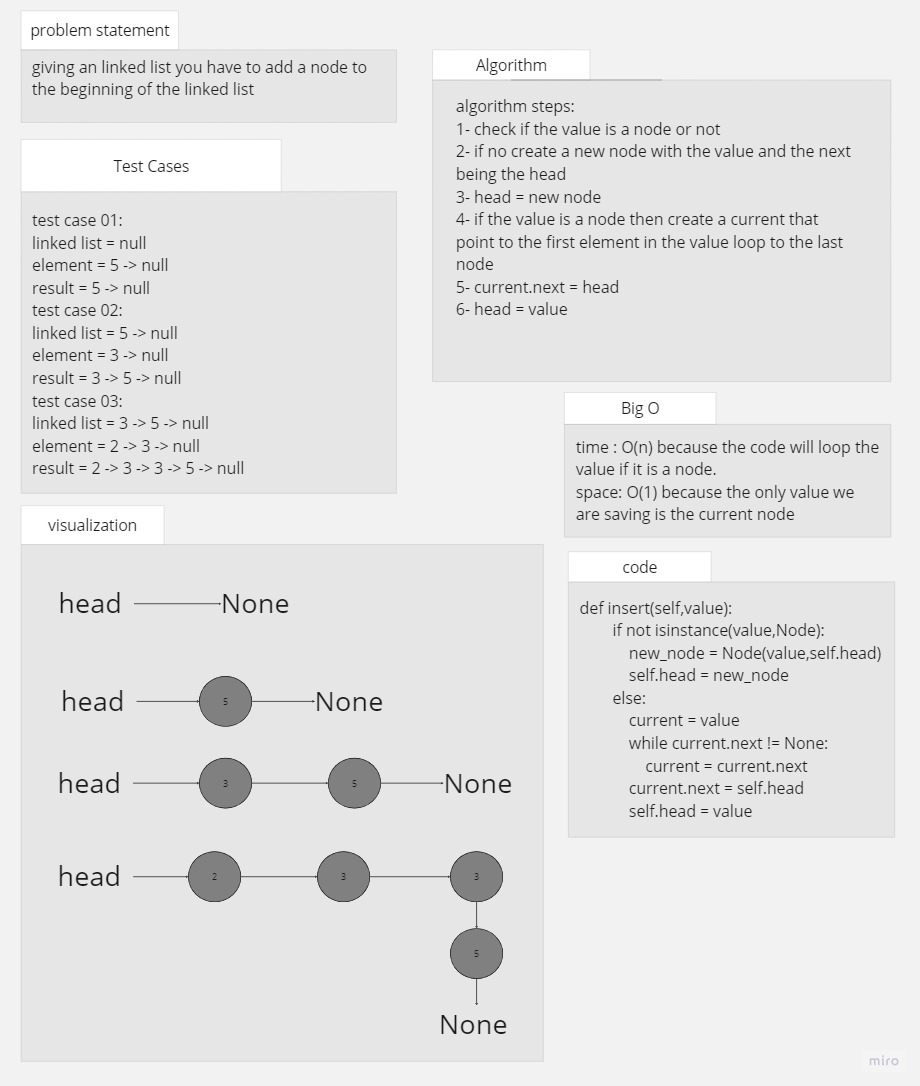 problem statement
giving an linked list you have to add a node to
the beginning of the linked list
Test Cases
test case 01:
linked list = null
element = 5 -> null
result = 5 -> null
test case 02:
linked list = 5 -> null
element = 3 -> null
result = 3 -> 5 -> null
test case 03:
linked list = 3 -> 5 -> null
element = 2 -> 3 -> null
result = 2 -> 3 -> 3 -> 5 -> null
visualization
head None
head 5 None
head 3 5 None
head 2 3 3
5
None
Algorithm
algorithm steps:
1- check if the value is a node or not
2- if no create a new node with the value and the next
being the head
3- head = new node
4- if the value is a node then create a current that
point to the first element in the value loop to the last
node
5- current.next = head
6- head = value
Big O
time : O(n) because the code will loop the
value if it is a node.
space: O(1) because the only value we
are saving is the current node
code
def insert(self,value):
if not isinstance(value,Node):
new_node = Node(value,self.head)
self.head = new_node
else:
current = value
while current.next != None:
current = current.next
current.next = self.head
self.head = value
miro